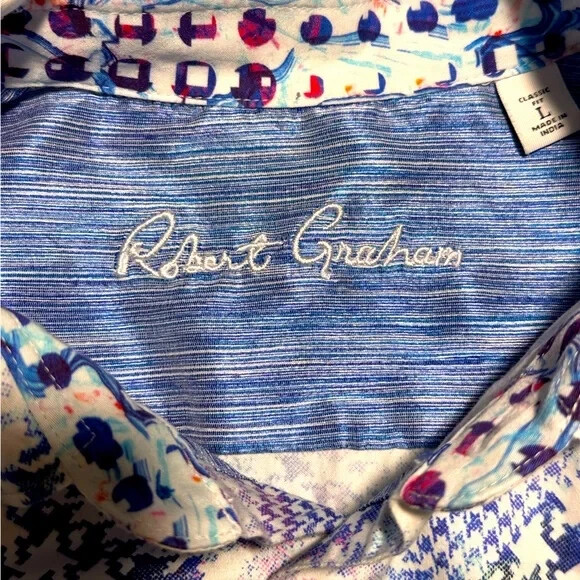 CLASSIC
FIT
L
MADE IN
INDIA
Robert Graham